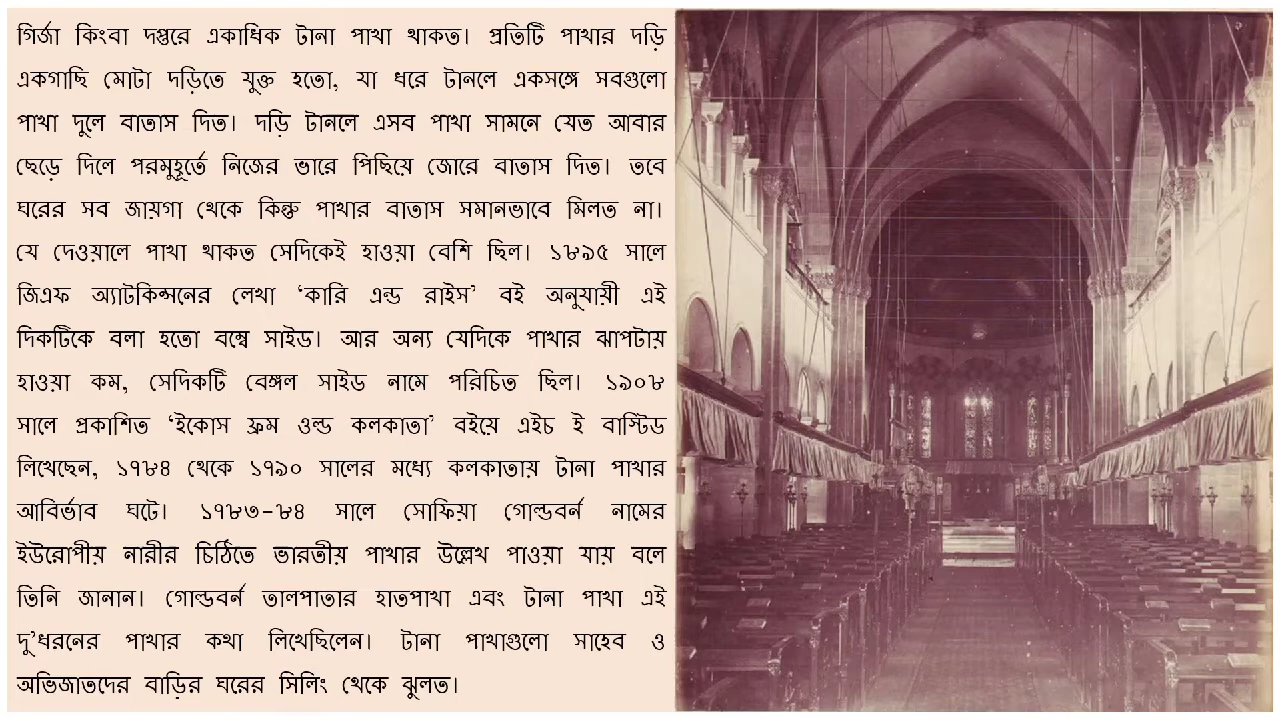 গির্জা কিংবা দপ্তরে একাধিক টানা পাখা থাকত। প্রতিটি পাখার দড়ি
একগাছি মোটা দড়িতে যুক্ত হতো, যা ধরে টানলে একসঙ্গে সবগুলো
পাখা দুলে বাতাস দিত। দড়ি টানলে এসব পাখা সামনে যেত আবার
ছেড়ে দিলে পরমুহূর্তে নিজের ভারে পিছিয়ে জোরে বাতাস দিত। তবে
ঘরের সব জায়গা থেকে কিন্তু পাখার বাতাস সমানভাবে মিলত না।
যে দেওয়ালে পাখা থাকত সেদিকেই হাওয়া বেশি ছিল। ১৮৯৫ সালে
জিএফ অ্যাটকিন্সনের লেখা ‘কারি এন্ড রাইস’ বই অনুযায়ী এই
দিকটিকে বলা হতো বম্বে সাইড। আর অন্য যেদিকে পাখার ঝাপটায়
হাওয়া কম, সেদিকটি বেঙ্গল সাইড নামে পরিচিত ছিল। ১৯০৮
সালে প্রকাশিত ‘ইকোস ফ্রম ওল্ড কলকাতা’ বইয়ে এইচ ই বাস্টিড
লিখেছেন, ১৭৮৪ থেকে ১৭৯০ সালের মধ্যে কলকাতায় টানা পাখার
আবির্ভাব ঘটে। ১৭৮৩-৮৪ সালে সোফিয়া গোল্ডবর্ন নামের
ইউরোপীয় নারীর চিঠিতে ভারতীয় পাখার উল্লেখ পাওয়া যায় বলে
তিনি জানান। গোল্ডবর্ন তালপাতার হাতপাখা এবং টানা পাখা এই
দু’ধরনের পাখার কথা লিখেছিলেন। টানা পাখাগুলো সাহেব ও
অভিজাতদের বাড়ির ঘরের সিলিং থেকে ঝুলত।